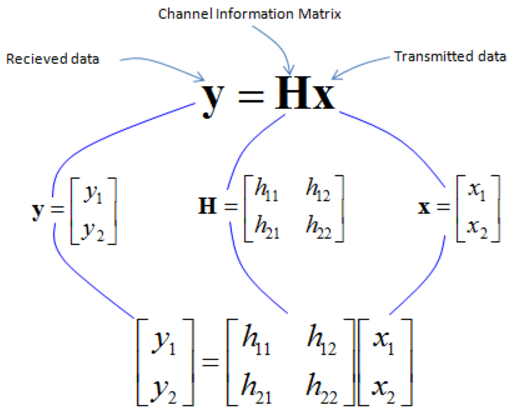 Channel Information Matrix
Recieved data
Transmitted data
y = Hx
y = [y₁ y₂]
H = [h₁₁ h₁₂ h₂₁ h₂₂]
x = [x₁ x₂]
[y₁ y₂] = [h₁₁ h₁₂ h₂₁ h₂₂] [x₁ x₂]